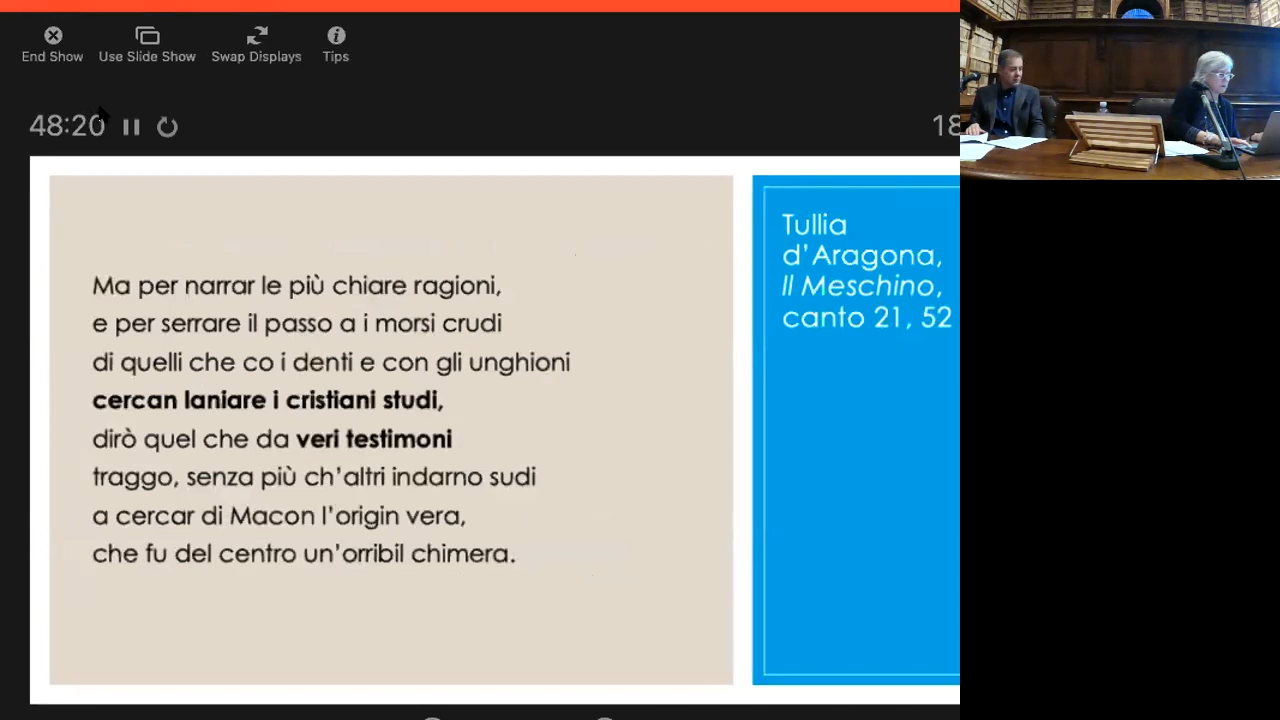 End Show
Use Slide Show
Swap Displays
Tips
48:20
18
Ma per narrar le più chiare ragioni,
e per serrare il passo a i morsi crudi
di quelli che co i denti e con gli unghioni
cercan laniare i cristiani studi,
dirò quel che da veri testimoni
traggo, senza più ch'altri indarno sudi
a cercar di Macon l'origin vera,
che fu del centro un'orribil chimera.
Tullia
d'Aragona,
Il Meschino,
canto 21, 52